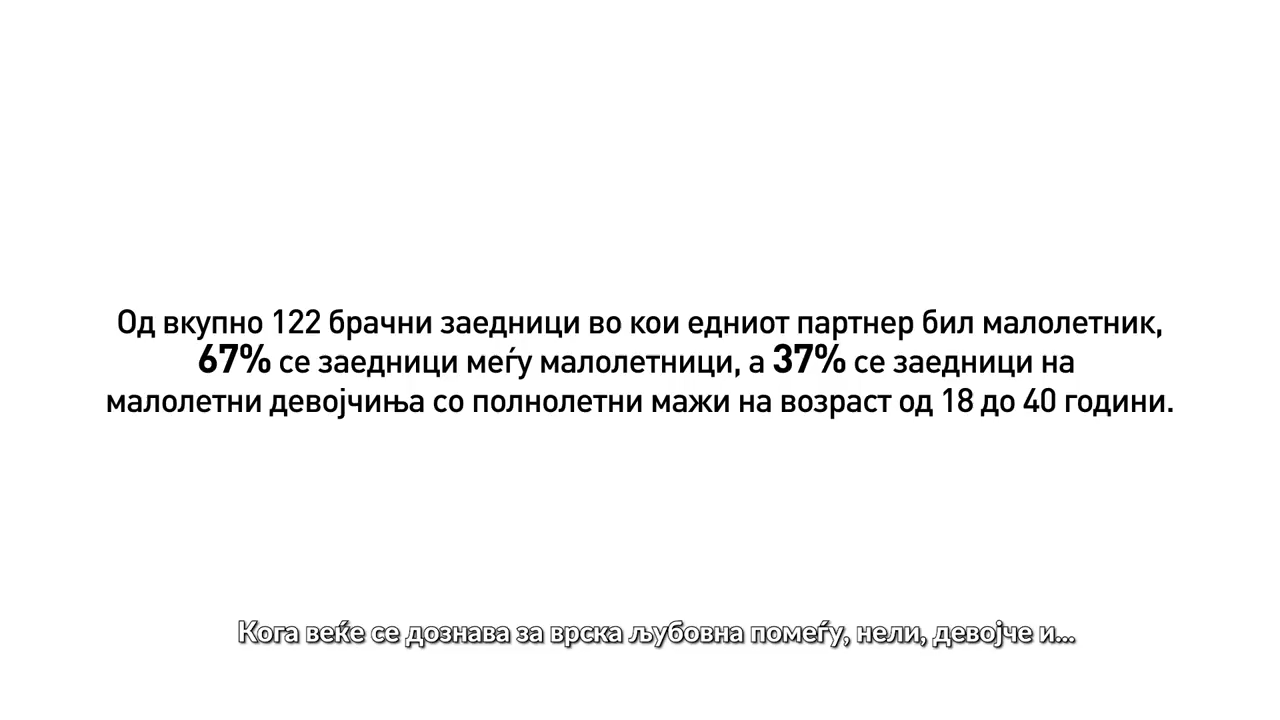 Од вкупно 122 брачни заедници во кои едниот партнер бил малолетник,
67% се заедници меѓу малолетници, а 37% се заедници на
малолетни девојчиња со полнолетни мажи на возраст од 18 до 40 години.
Кога веќе се дознава за врска љубовна помеѓу, нели, девојче и...